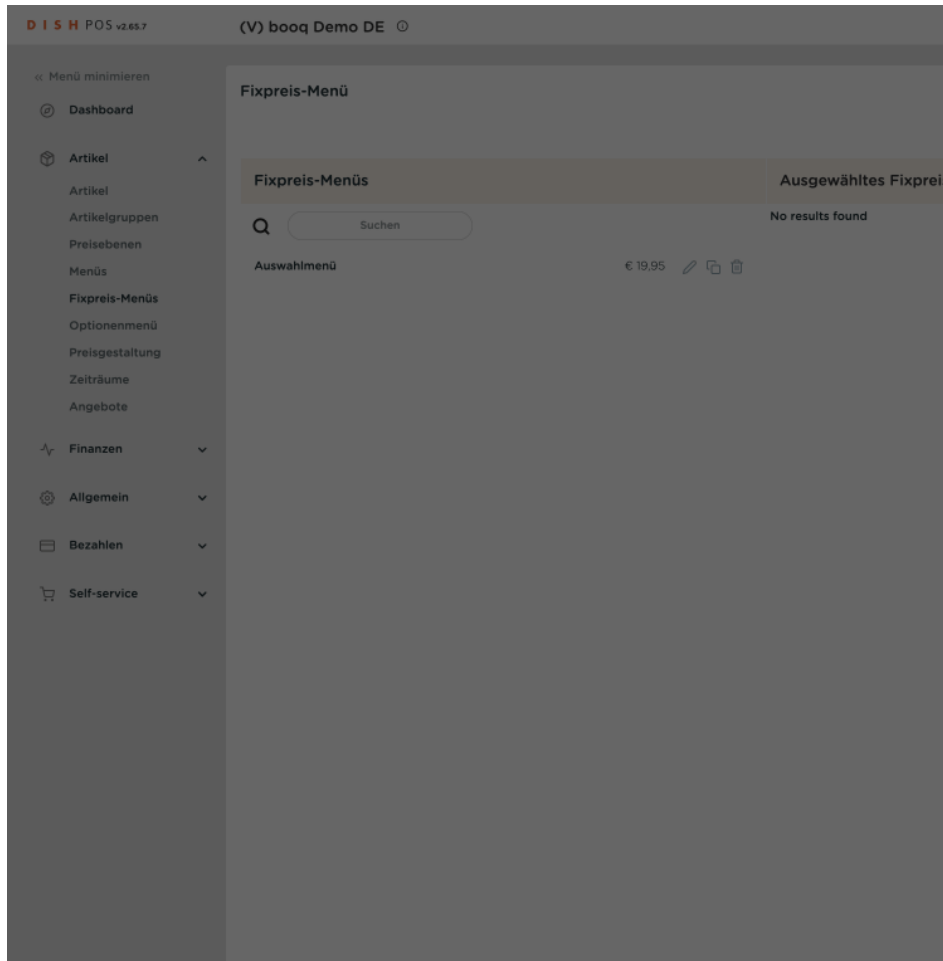 DISH POS v2.65.7
(V) booq Demo DE
« Menü minimieren
Dashboard
Artikel
Artikel
Artikelgruppen
Preisebenen
Menüs
Fixpreis-Menüs
Optionenmenü
Preisgestaltung
Zeiträume
Angebote
Finanzen
Allgemein
Bezahlen
Self-service
Fixpreis-Menü
Fixpreis-Menüs
Suchen
Auswahlmenü € 19,95
Ausgewähltes Fixprei
No results found